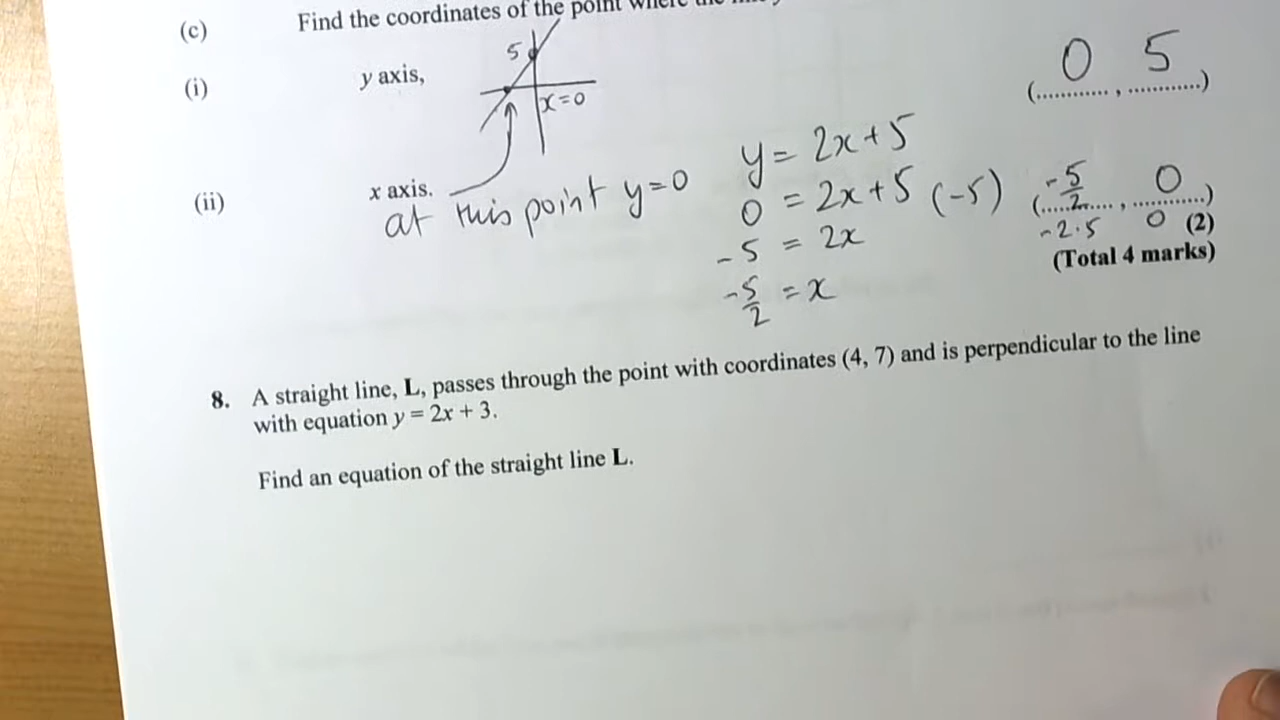 (c) Find the coordinates of the point where the
5
(i) y axis,
x=0
0 5
(............ , ............)
y = 2x+5
(ii) x axis.
at this point y=0
0 = 2x+5 (-5)
-5/2 0
(............ , ............)
-2.5 0 (2)
-5 = 2x
(Total 4 marks)
-5/2 = x
8. A straight line, L, passes through the point with coordinates (4, 7) and is perpendicular to the line
with equation y = 2x + 3.
Find an equation of the straight line L.